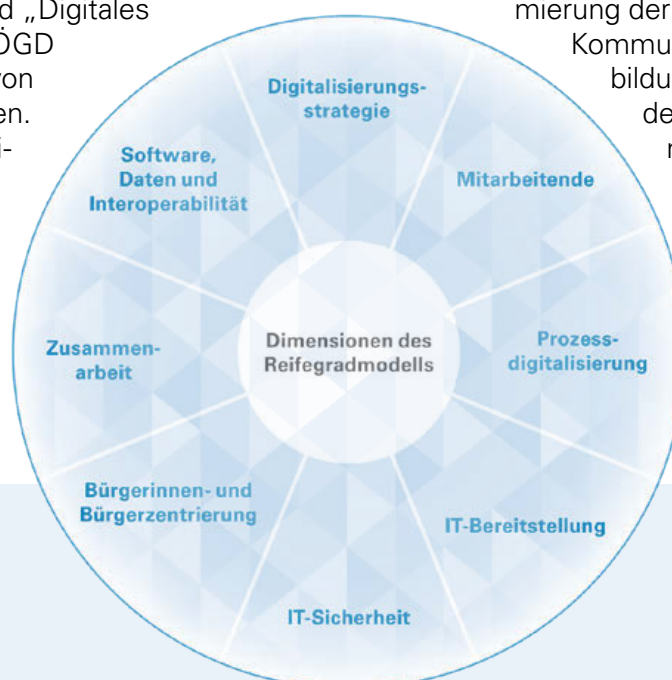 d „Digitales
ÖGD
von
en.
i-
mierung der
Kommu
bildu
de
Digitalisierungs-
strategie
Mitarbeitende
Prozess-
digitalisierung
IT-Bereitstellung
IT-Sicherheit
Bürgerinnen- und
Bürgerzentrierung
Zusammen-
arbeit
Software,
Daten und
Interoperabilität
Dimensionen des
Reifegradmodells